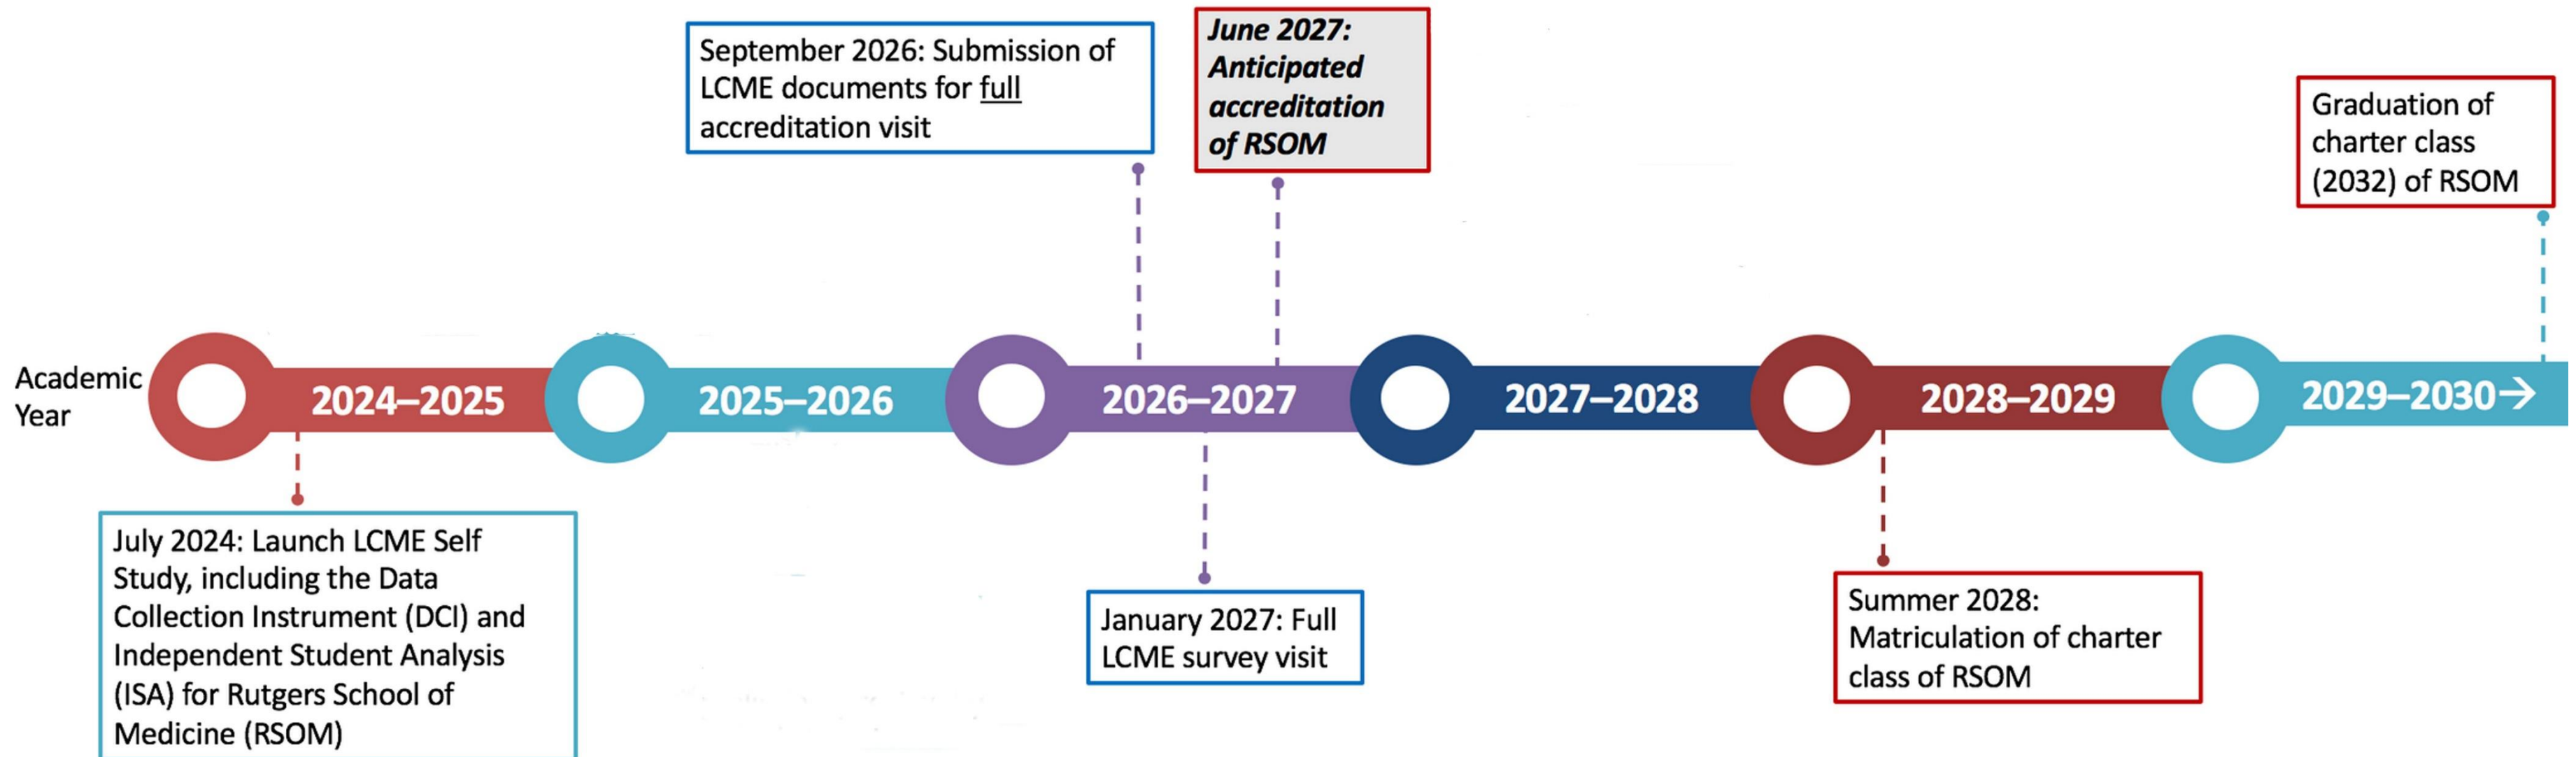 September 2026: Submission of
LCME documents for full
accreditation visit
June 2027:
Anticipated
accreditation
of RSOM
Graduation of
charter class
(2032) of RSOM
Academic
Year
2024–2025
2025–2026
2026–2027
2027–2028
2028–2029
2029–2030→
July 2024: Launch LCME Self
Study, including the Data
Collection Instrument (DCI) and
Independent Student Analysis
(ISA) for Rutgers School of
Medicine (RSOM)
January 2027: Full
LCME survey visit
Summer 2028:
Matriculation of charter
class of RSOM